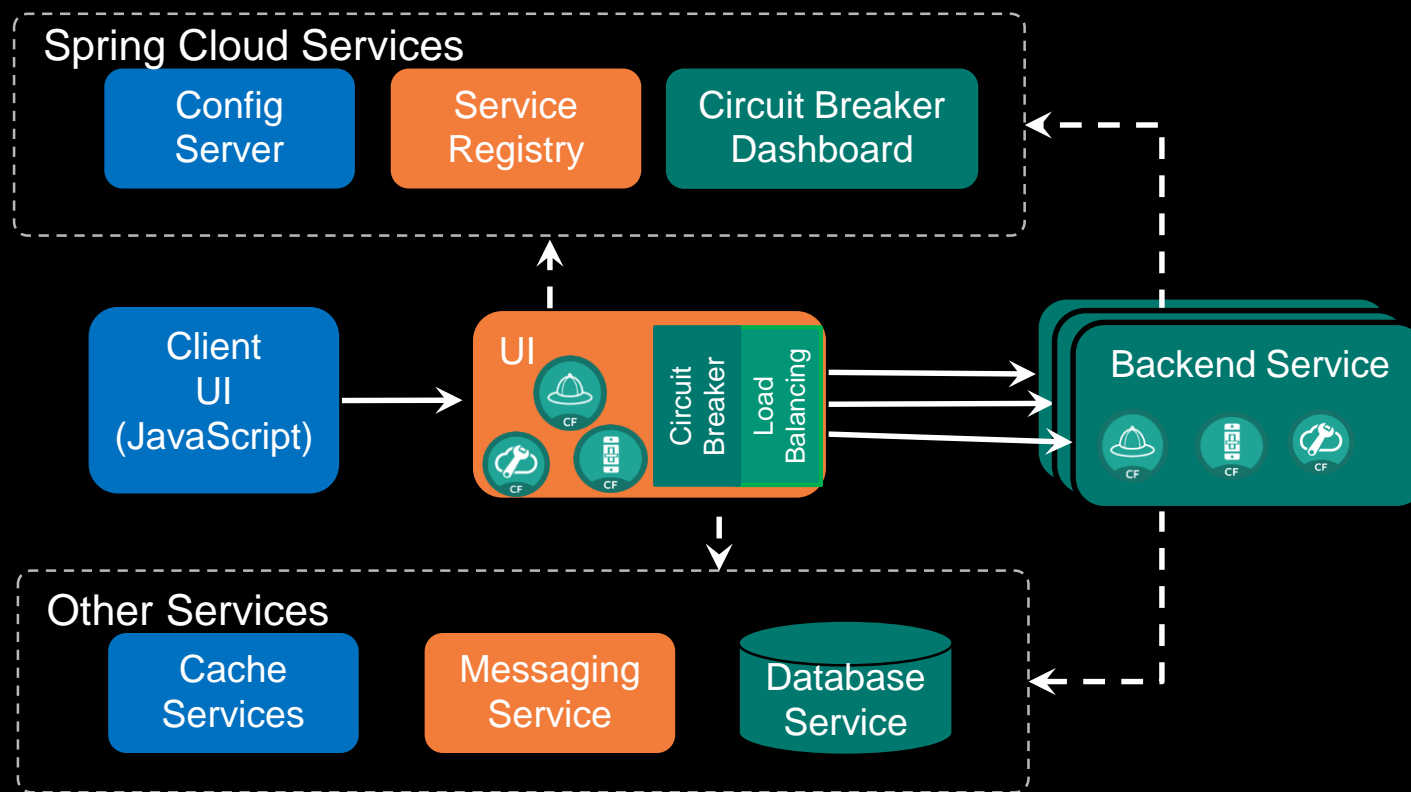 Spring Cloud Services
Config
Server
Service
Registry
Circuit Breaker
Dashboard
Client
UI
(JavaScript)
UI
CF
CF
CF
Circuit
Breaker
Load
Balancing
Backend Service
CF
CF
CF
Other Services
Cache
Services
Messaging
Service
Database
Service